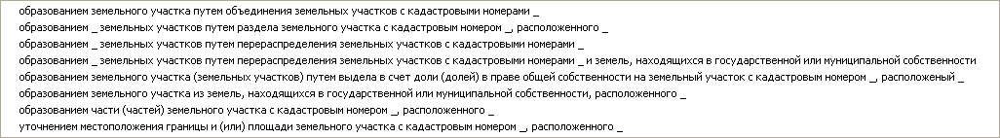 образованием земельного участка путем объединения земельных участков с кадастровыми номерами _
образованием _ земельных участков путем раздела земельного участка с кадастровым номером _, расположенного _
образованием _ земельных участков путем перераспределения земельных участков с кадастровыми номерами _
образованием _ земельных участков путем перераспределения земельных участков с кадастровыми номерами _ и земель, находящихся в государственной или муниципальной собственности
образованием земельного участка (земельных участков) путем выдела в счет доли (долей) в праве общей собственности на земельный участок с кадастровым номером _, расположеный _
образованием земельного участка из земель, находящихся в государственной или муниципальной собственности, расположенного _
образованием части (частей) земельного участка с кадастровым номером _, расположенного _
уточнением местоположения границы и (или) площади земельного участка с кадастровым номером _, расположенного _